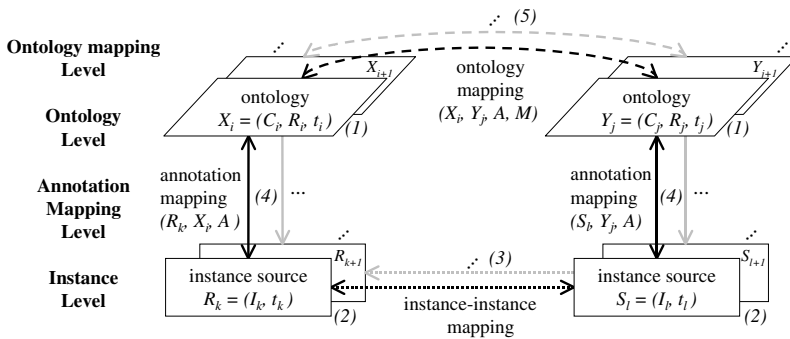 (5)
Ontology mapping
Level
X_{i+1}
Y_{j+1}
ontology
mapping
(X_i, Y_j, A, M)
Ontology
Level
ontology
X_i = (C_i, R_i, t_i)
(1)
ontology
Y_j = (C_j, R_j, t_j)
(1)
Annotation
Mapping
Level
annotation
mapping
(R_k, X_i, A )
(4)
...
annotation
mapping
(S_l, Y_j, A)
(4)
...
Instance
Level
R_{k+1}
instance source
R_k = (I_k, t_k)
(2)
(3)
instance-instance
mapping
S_{l+1}
instance source
S_l = (I_l, t_l)
(2)